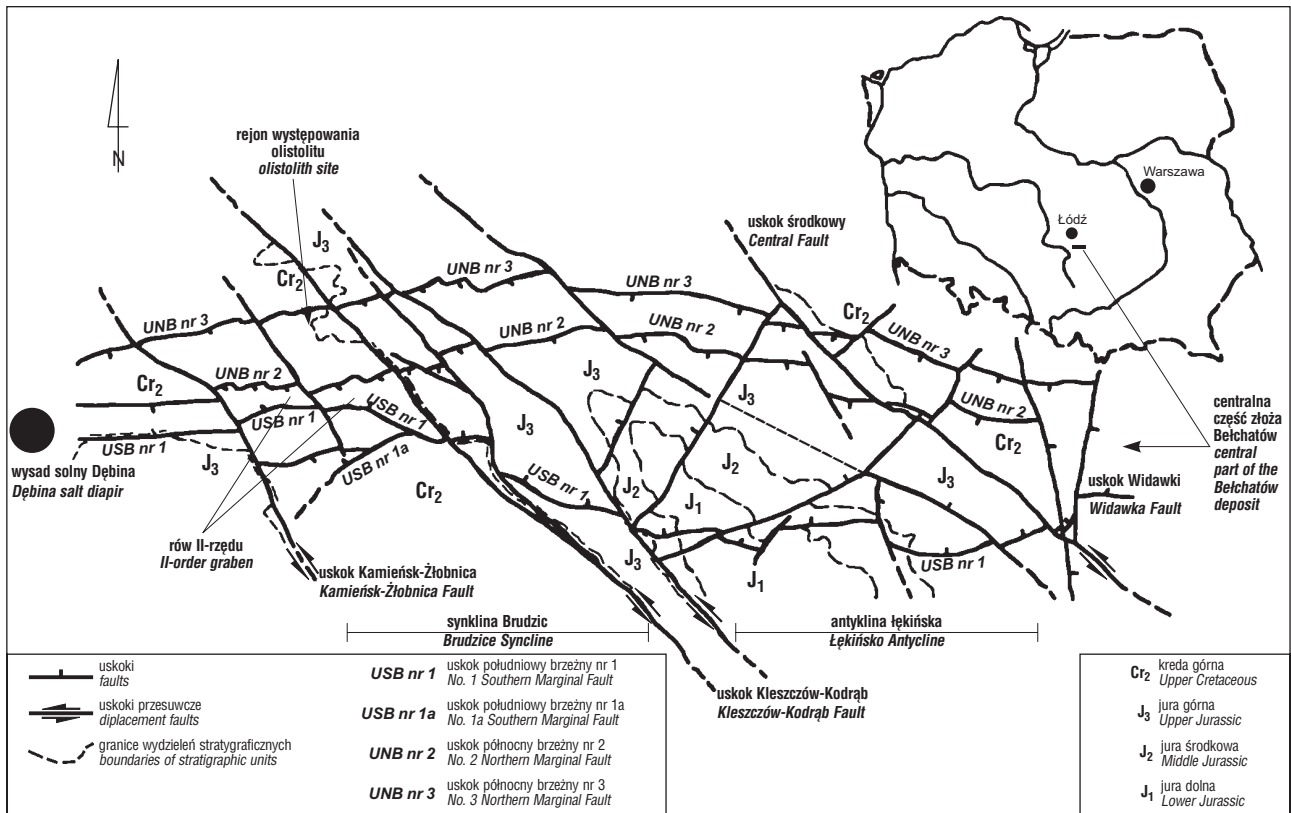 N
rejon występowania
olistolitu
olistolith site
uskok środkowy
Central Fault
Warszawa
Łódź
J3
Cr2
UNB nr 3
UNB nr 3
UNB nr 3
Cr2
UNB nr 3
UNB nr 2
UNB nr 2
UNB nr 2
UNB nr 2
Cr2
J3
J3
USB nr 1
USB nr 1
USB nr 1
J3
Cr2
J3
USB nr 1a
J2
J3
Cr2
USB nr 1
J2
J1
J3
J1
USB nr 1
wysad solny Dębina
Dębina salt diapir
centralna
część złoża
Bełchatów
central
part of the
Bełchatów
deposit
uskok Widawki
Widawka Fault
rów II-rzędu
II-order graben
uskok Kamieńsk-Żłobnica
Kamieńsk-Żłobnica Fault
synklina Brudzic
Brudzice Syncline
antyklina łękińska
Łękińsko Antycline
uskok Kleszczów-Kodrąb
Kleszczów-Kodrąb Fault
uskoki
faults
uskoki przesuwcze
diplacement faults
granice wydzieleń stratygraficznych
boundaries of stratigraphic units
USB nr 1 uskok południowy brzeżny nr 1
No. 1 Southern Marginal Fault
USB nr 1a uskok południowy brzeżny nr 1a
No. 1a Southern Marginal Fault
UNB nr 2 uskok północny brzeżny nr 2
No. 2 Northern Marginal Fault
UNB nr 3 uskok północny brzeżny nr 3
No. 3 Northern Marginal Fault
Cr2 kreda górna
Upper Cretaceous
J3 jura górna
Upper Jurassic
J2 jura środkowa
Middle Jurassic
J1 jura dolna
Lower Jurassic